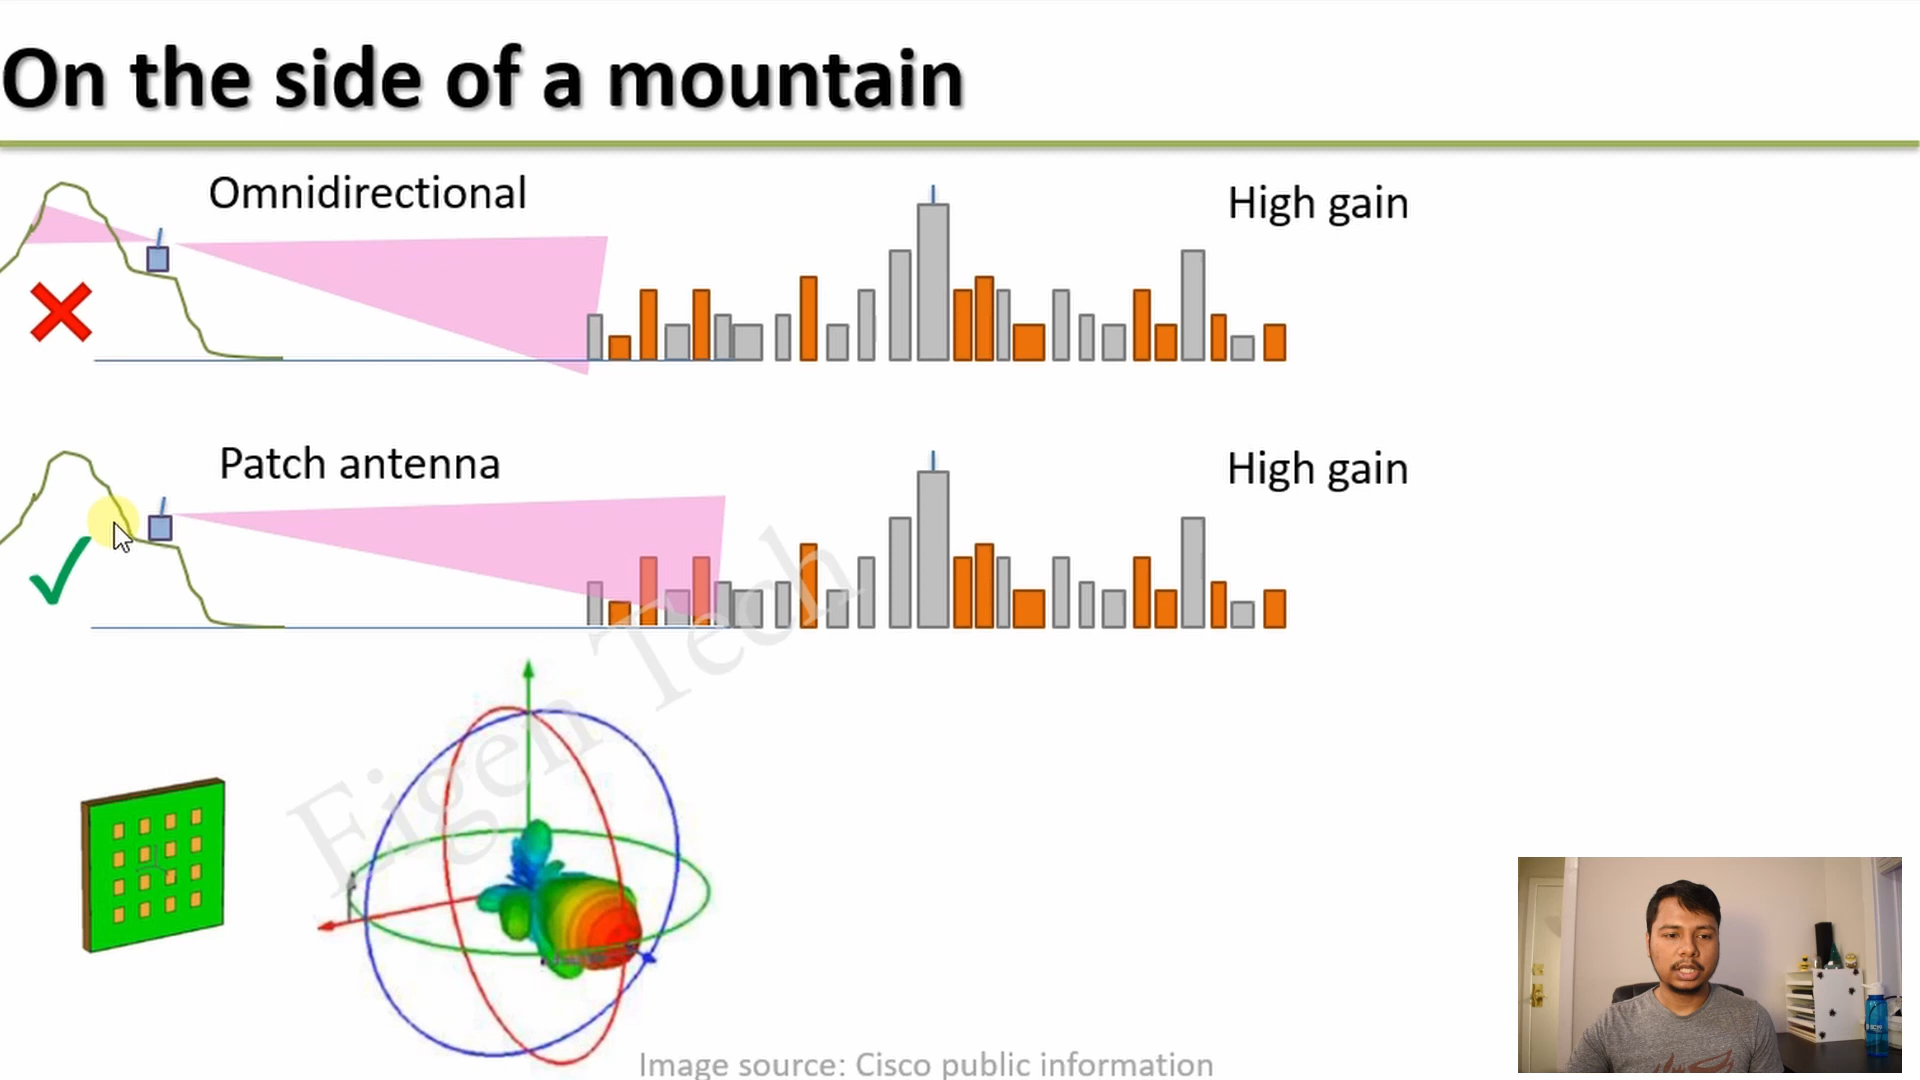 On the side of a mountain
Omnidirectional
High gain
Patch antenna
High gain
Eigen Tech
Image source: Cisco public information